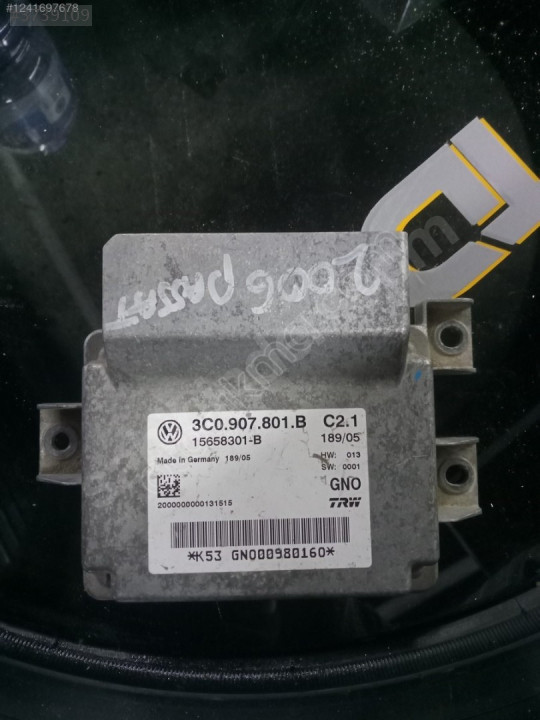 #1241697678
2006 PASSAT
3C0.907.801.B C2.1
15658301-B 189/05
Made in Germany 189/05
HW: 013
SW: 0001
GNO
2000000000131515
TRW
*K53 GNO00980160*